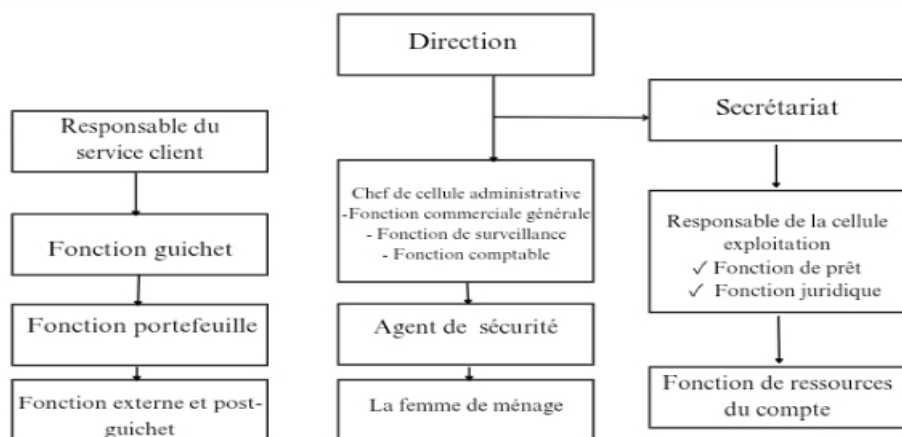 Direction
Secrétariat
Responsable du
service client
Fonction guichet
Fonction portefeuille
Fonction externe et post-
guichet
Chef de cellule administrative
-Fonction commerciale générale
- Fonction de surveillance
- Fonction comptable
Agent de sécurité
La femme de ménage
Responsable de la cellule
exploitation
✓ Fonction de prêt
✓ Fonction juridique
Fonction de ressources
du compte